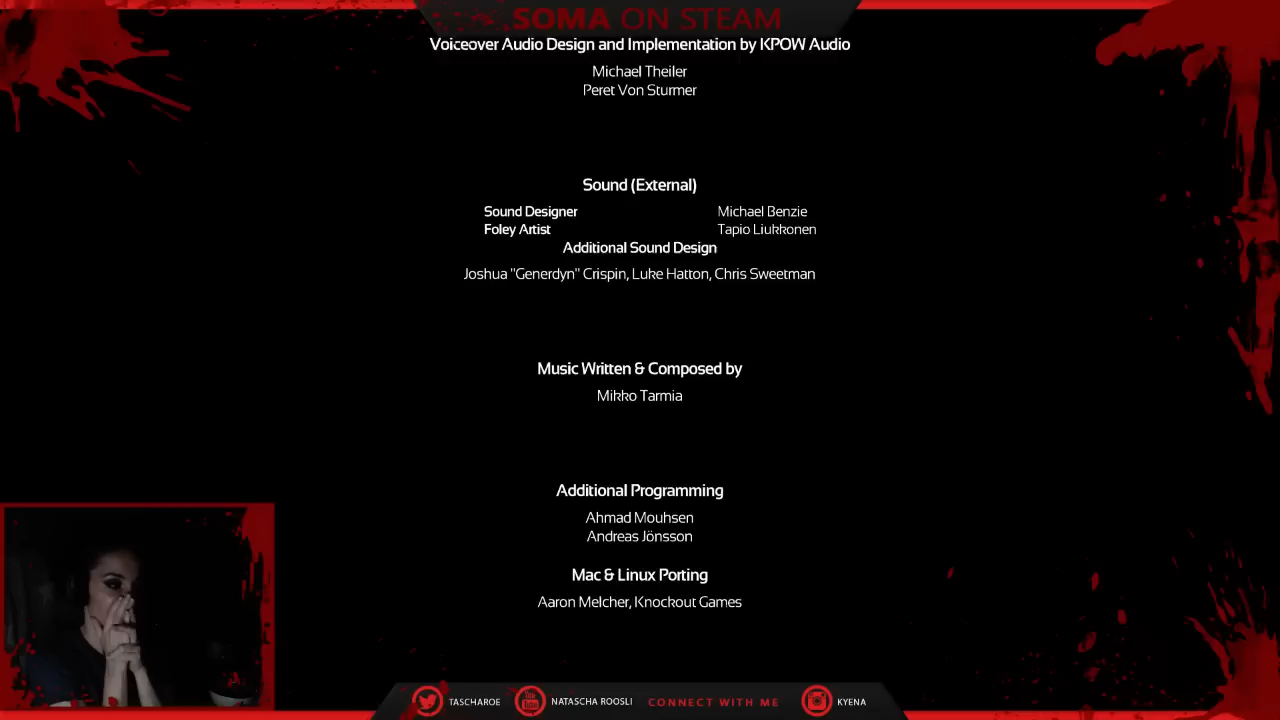 SOMA ON STEAM
Voiceover Audio Design and Implementation by KPOW Audio
Michael Theiler
Peret Von Sturmer
Sound (External)
Sound Designer Michael Benzie
Foley Artist Tapio Liukkonen
Additional Sound Design
Joshua "Generdyn" Crispin, Luke Hatton, Chris Sweetman
Music Written & Composed by
Mikko Tarmia
Additional Programming
Ahmad Mouhsen
Andreas Jönsson
Mac & Linux Porting
Aaron Melcher, Knockout Games
TASCHAROE NATASCHA ROOSLI CONNECT WITH ME KYENA